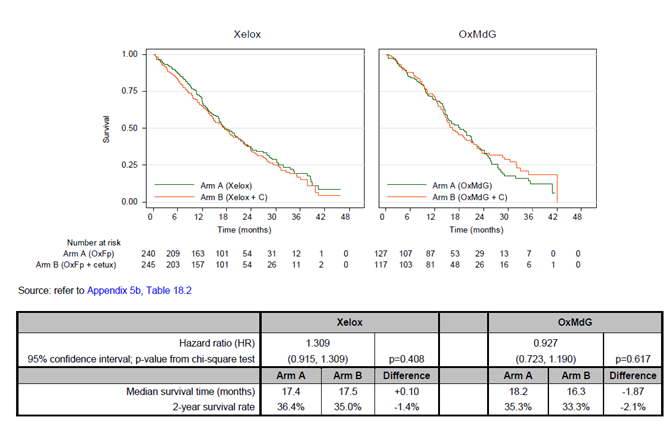 Xelox OxMdG
1.00
0.75
0.50
0.25
0.00
Survival
Arm A (Xelox)
Arm B (Xelox + C)
Arm A (OxMdG)
Arm B (OxMdG + C)
0 6 12 18 24 30 36 42 48 0 6 12 18 24 30 36 42 48
Time (months) Time (months)
Number at risk
Arm A (OxFp) 240 209 163 101 54 31 12 1 0 127 107 87 53 29 13 7 0 0
Arm B (OxFp + cetux) 245 203 157 101 54 26 11 2 0 117 103 81 48 26 16 6 1 0
Source: refer to Appendix 5b, Table 18.2
Xelox OxMdG
Hazard ratio (HR) 1.309 0.927
95% confidence interval; p-value from chi-square test (0.915, 1.309) p=0.408 (0.723, 1.190) p=0.617
Arm A Arm B Difference Arm A Arm B Difference
Median survival time (months) 17.4 17.5 +0.10 18.2 16.3 -1.87
2-year survival rate 36.4% 35.0% -1.4% 35.3% 33.3% -2.1%